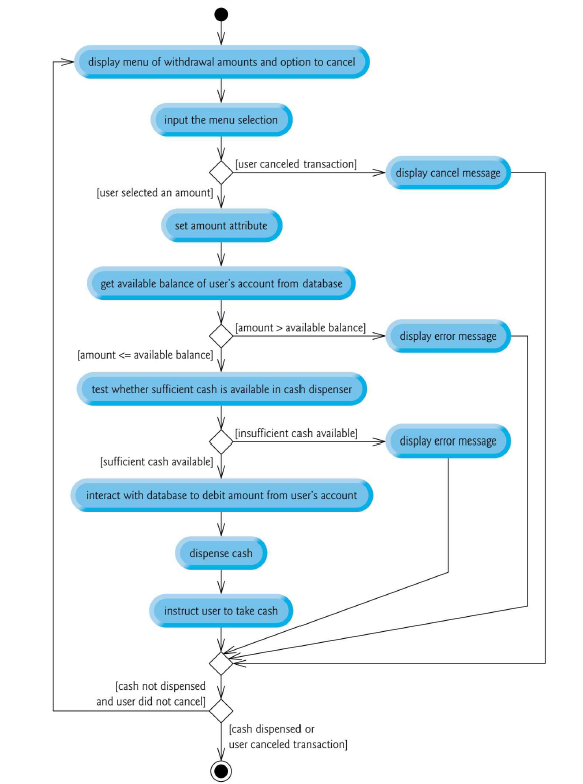 display menu of withdrawal amounts and option to cancel
input the menu selection
[user canceled transaction]
display cancel message
[user selected an amount]
set amount attribute
get available balance of user's account from database
[amount > available balance]
display error message
[amount <= available balance]
test whether sufficient cash is available in cash dispenser
[insufficient cash available]
display error message
[sufficient cash available]
interact with database to debit amount from user's account
dispense cash
instruct user to take cash
[cash not dispensed
and user did not cancel]
[cash dispensed or
user canceled transaction]